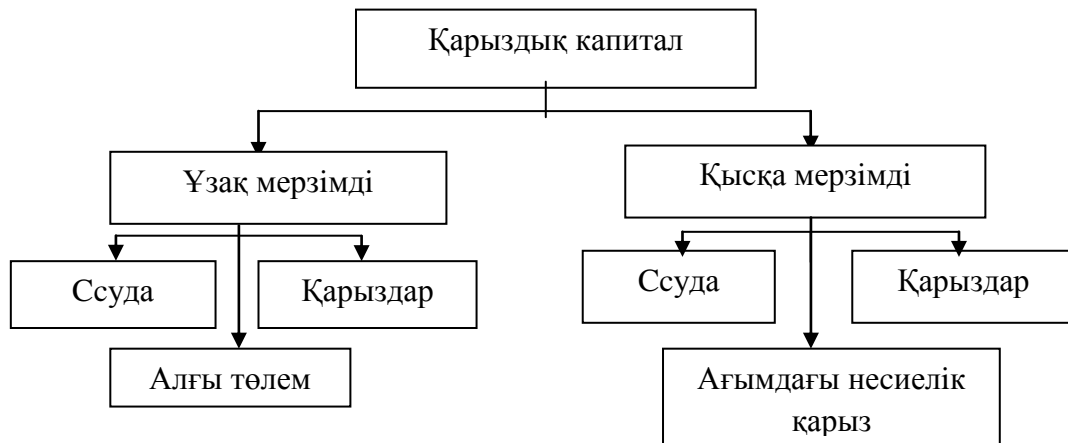 Қарыздық капитал
Ұзақ мерзімді
Қысқа мерзімді
Ссуда
Қарыздар
Ссуда
Қарыздар
Алғы төлем
Ағымдағы несиелік
қарыз